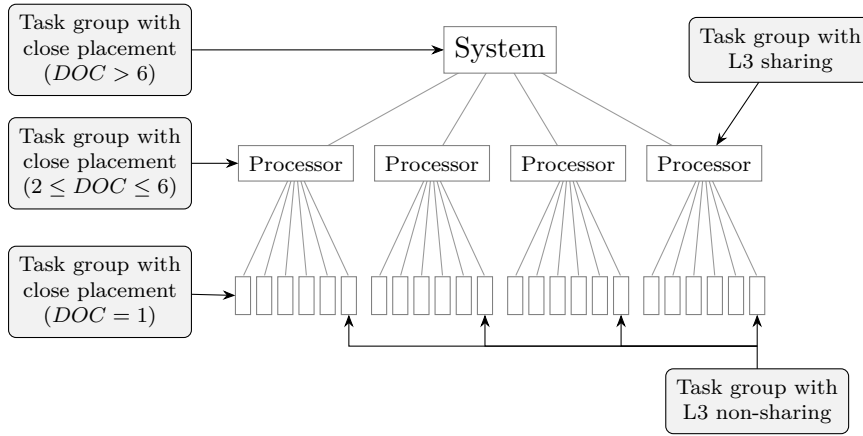 Task group with
close placement
(DOC > 6)
System
Task group with
L3 sharing
Task group with
close placement
(2 ≤ DOC ≤ 6)
Processor
Processor
Processor
Processor
Task group with
close placement
(DOC = 1)
Task group with
L3 non-sharing